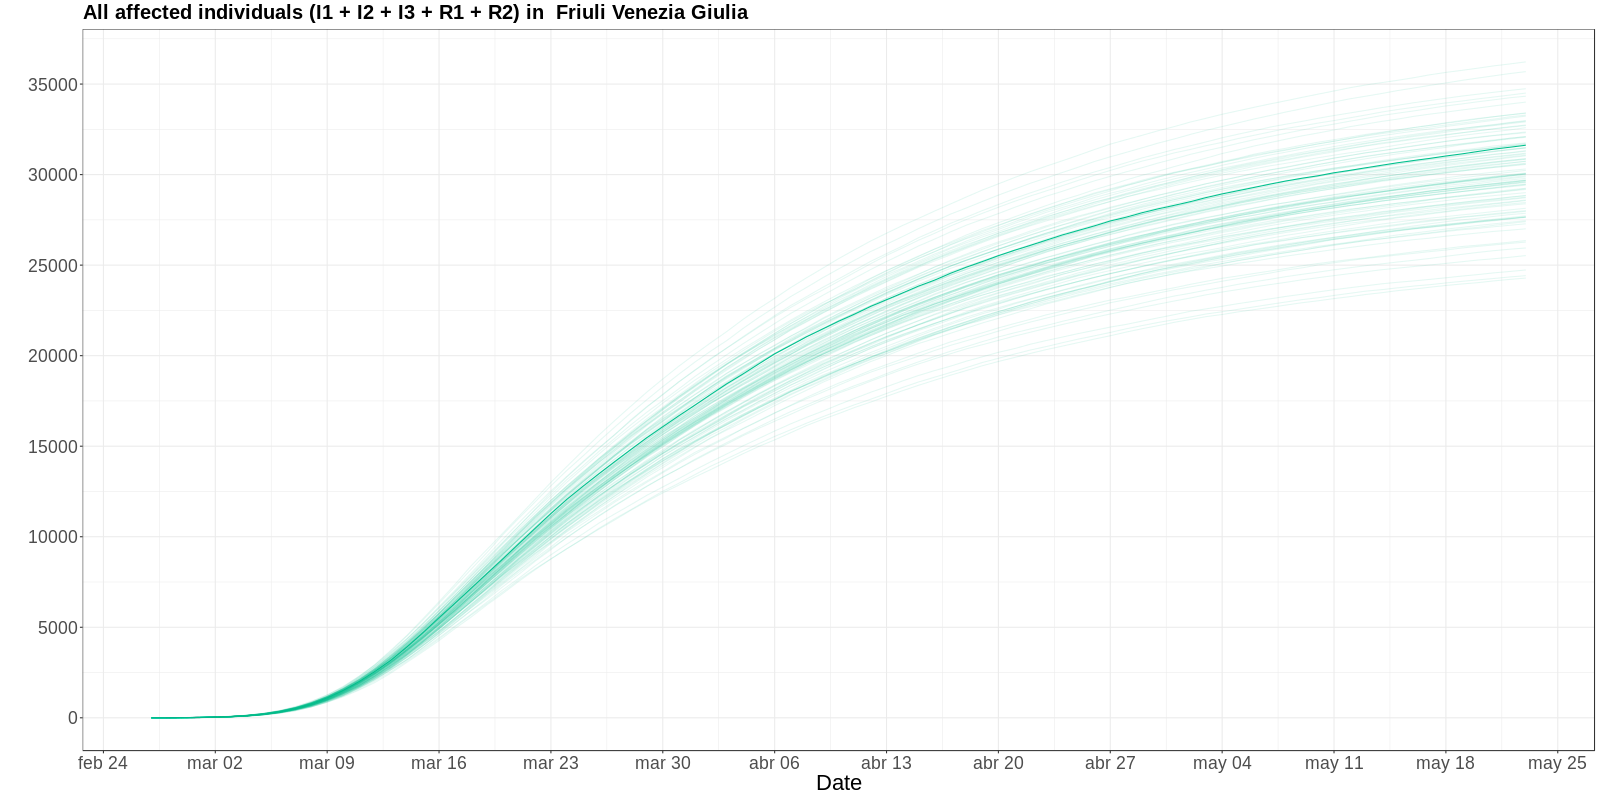 All affected individuals (I1 + I2 + I3 + R1 + R2) in  Friuli Venezia Giulia
35000
30000
25000
20000
15000
10000
5000
0
feb 24 mar 02 mar 09 mar 16 mar 23 mar 30 abr 06 abr 13 abr 20 abr 27 may 04 may 11 may 18 may 25
Date